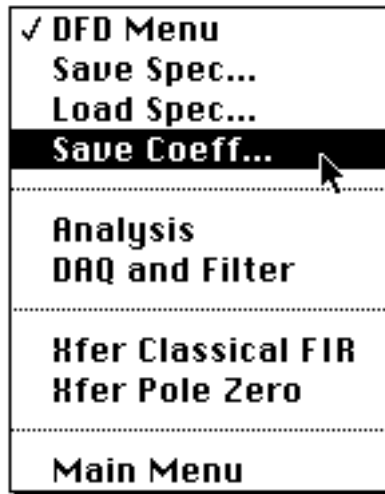 ✓ DFD Menu
Save Spec...
Load Spec...
Save Coeff...
Analysis
DAQ and Filter
Xfer Classical FIR
Xfer Pole Zero
Main Menu